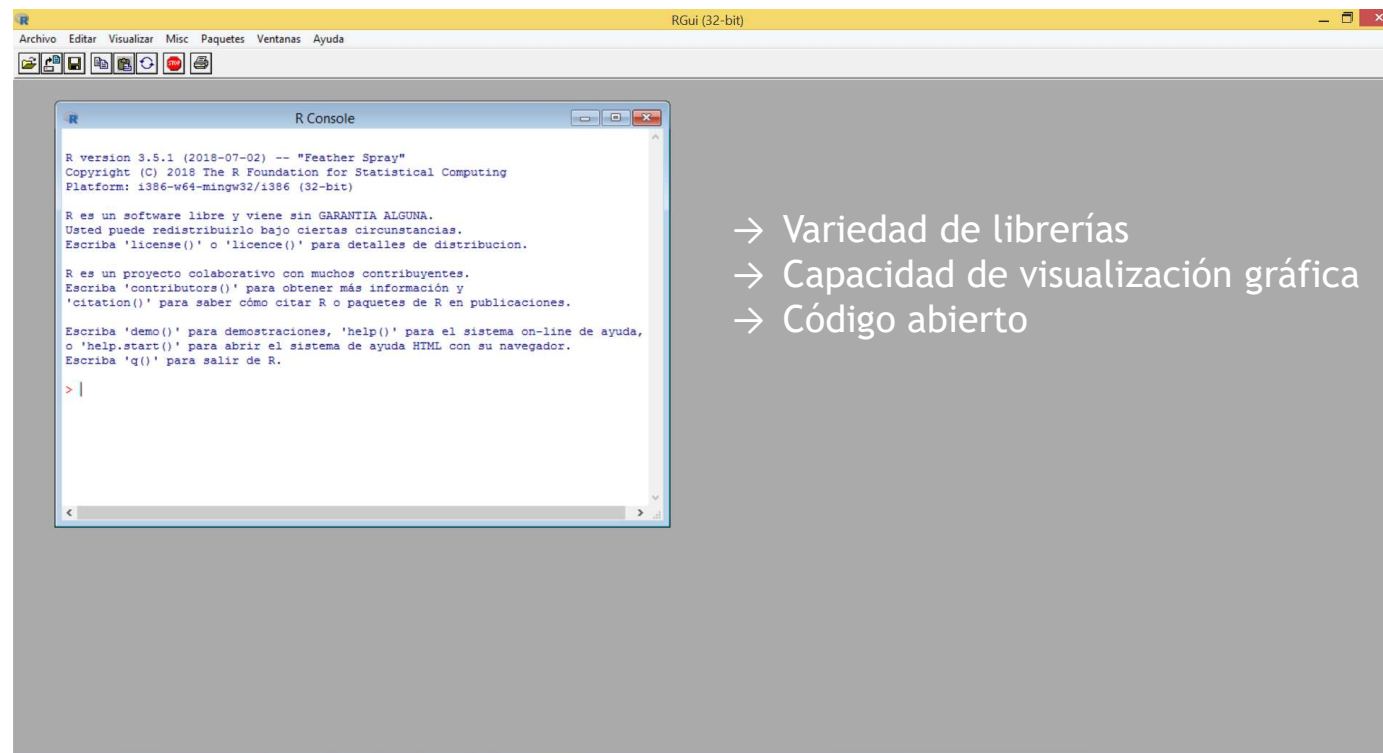 RGui (32-bit)
Archivo Editar Visualizar Misc Paquetes Ventanas Ayuda
STOP
R Console
R version 3.5.1 (2018-07-02) -- "Feather Spray"
Copyright (C) 2018 The R Foundation for Statistical Computing
Platform: i386-w64-mingw32/i386 (32-bit)
R es un software libre y viene sin GARANTIA ALGUNA.
Usted puede redistribuirlo bajo ciertas circunstancias.
Escriba 'license()' o 'licence()' para detalles de distribucion.
R es un proyecto colaborativo con muchos contribuyentes.
Escriba 'contributors()' para obtener más información y
'citation()' para saber cómo citar R o paquetes de R en publicaciones.
Escriba 'demo()' para demostraciones, 'help()' para el sistema on-line de ayuda,
o 'help.start()' para abrir el sistema de ayuda HTML con su navegador.
Escriba 'q()' para salir de R.
>
→ Variedad de librerías
→ Capacidad de visualización gráfica
→ Código abierto